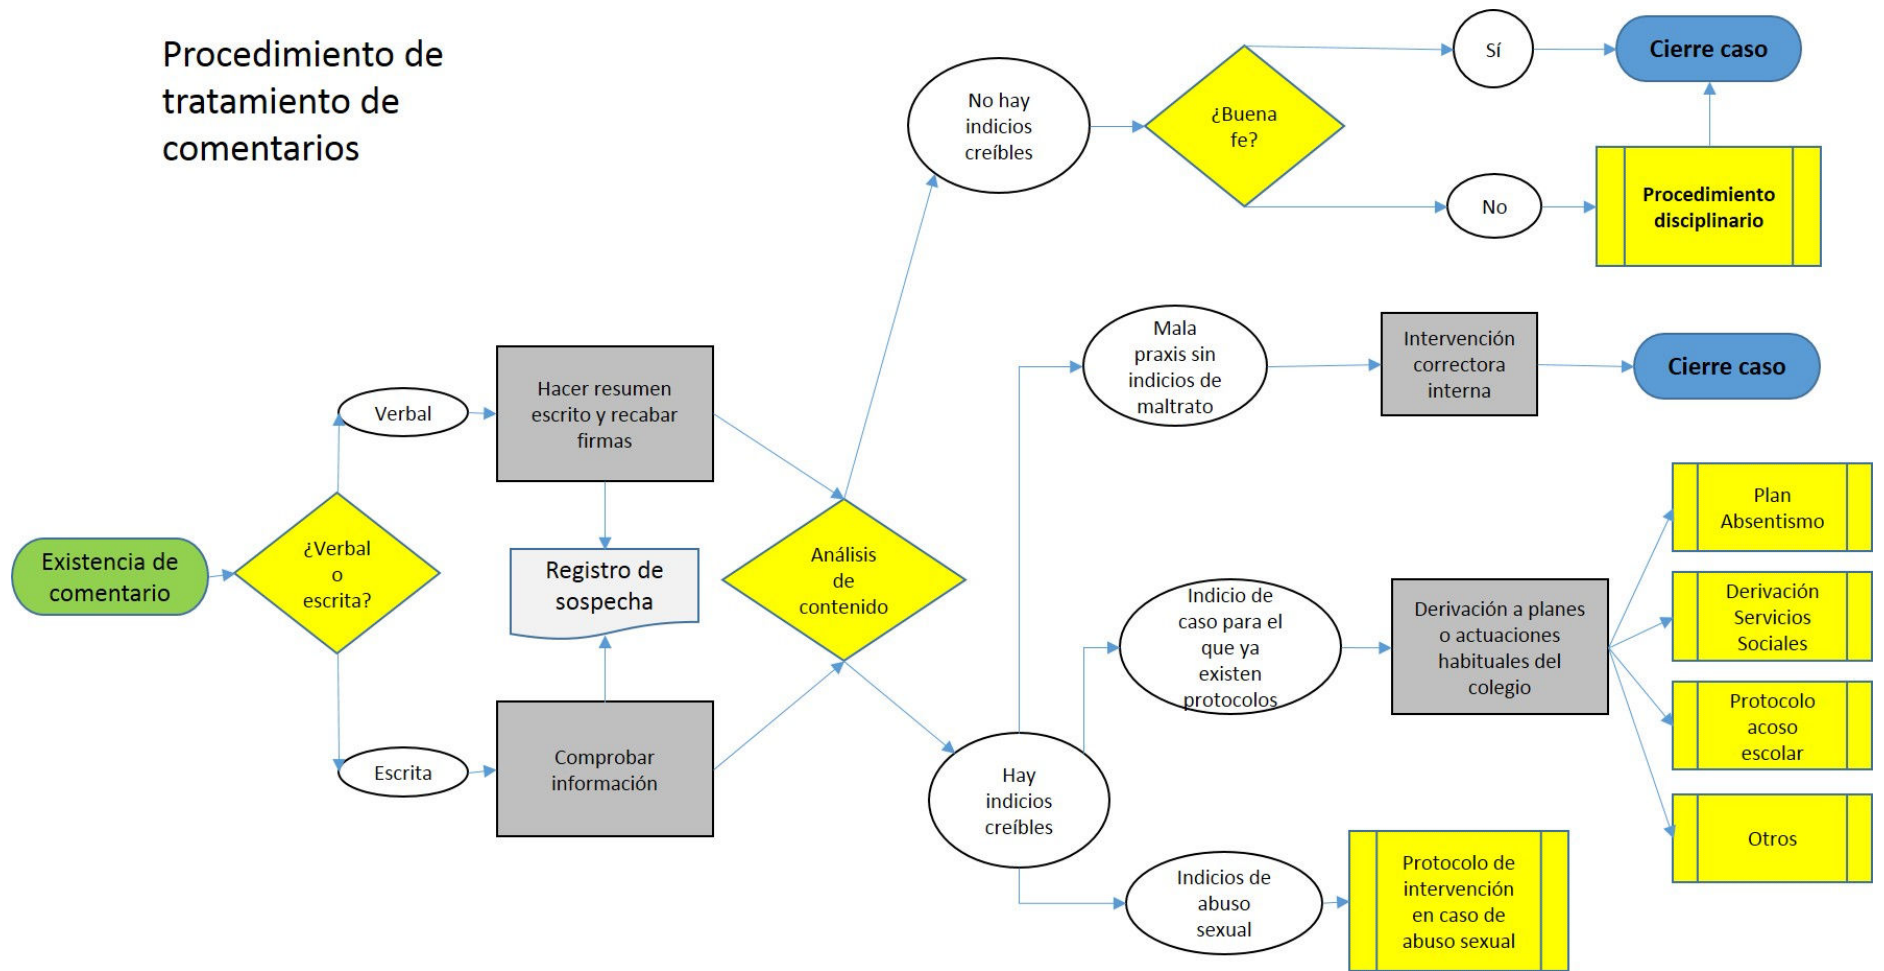 Procedimiento de
tratamiento de
comentarios
Existencia de
comentario
¿Verbal
o
escrita?
Verbal
Hacer resumen
escrito y recabar
firmas
Registro de
sospecha
Escrita
Comprobar
información
Análisis
de
contenido
No hay
indicios
creíbles
¿Buena
fe?
Sí
Cierre caso
No
Procedimiento
disciplinario
Hay
indicios
creíbles
Mala
praxis sin
indicios de
maltrato
Intervención
correctora
interna
Cierre caso
Indicio de
caso para el
que ya
existen
protocolos
Derivación a planes
o actuaciones
habituales del
colegio
Plan
Absentismo
Derivación
Servicios
Sociales
Protocolo
acoso
escolar
Otros
Indicios de
abuso
sexual
Protocolo de
intervención
en caso de
abuso sexual